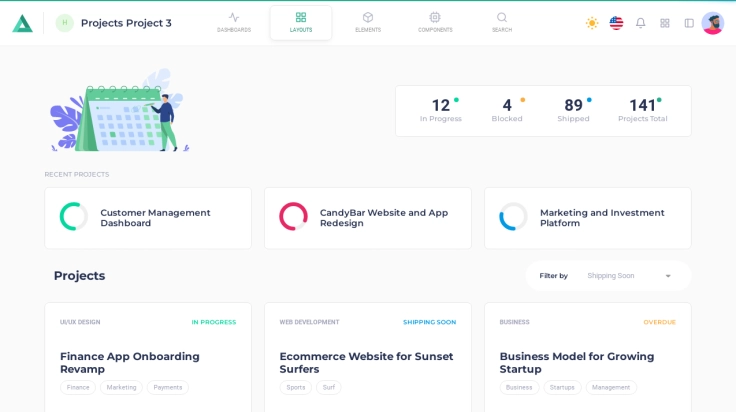 H
Projects Project 3
DASHBOARDS
LAYOUTS
ELEMENTS
COMPONENTS
SEARCH
12
In Progress
4
Blocked
89
Shipped
141
Projects Total
RECENT PROJECTS
Customer Management
Dashboard
CandyBar Website and App
Redesign
Marketing and Investment
Platform
Projects
Filter by
Shipping Soon
UI/UX DESIGN
IN PROGRESS
Finance App Onboarding
Revamp
Finance
Marketing
Payments
WEB DEVELOPMENT
SHIPPING SOON
Ecommerce Website for Sunset
Surfers
Sports
Surf
BUSINESS
OVERDUE
Business Model for Growing
Startup
Business
Startups
Management